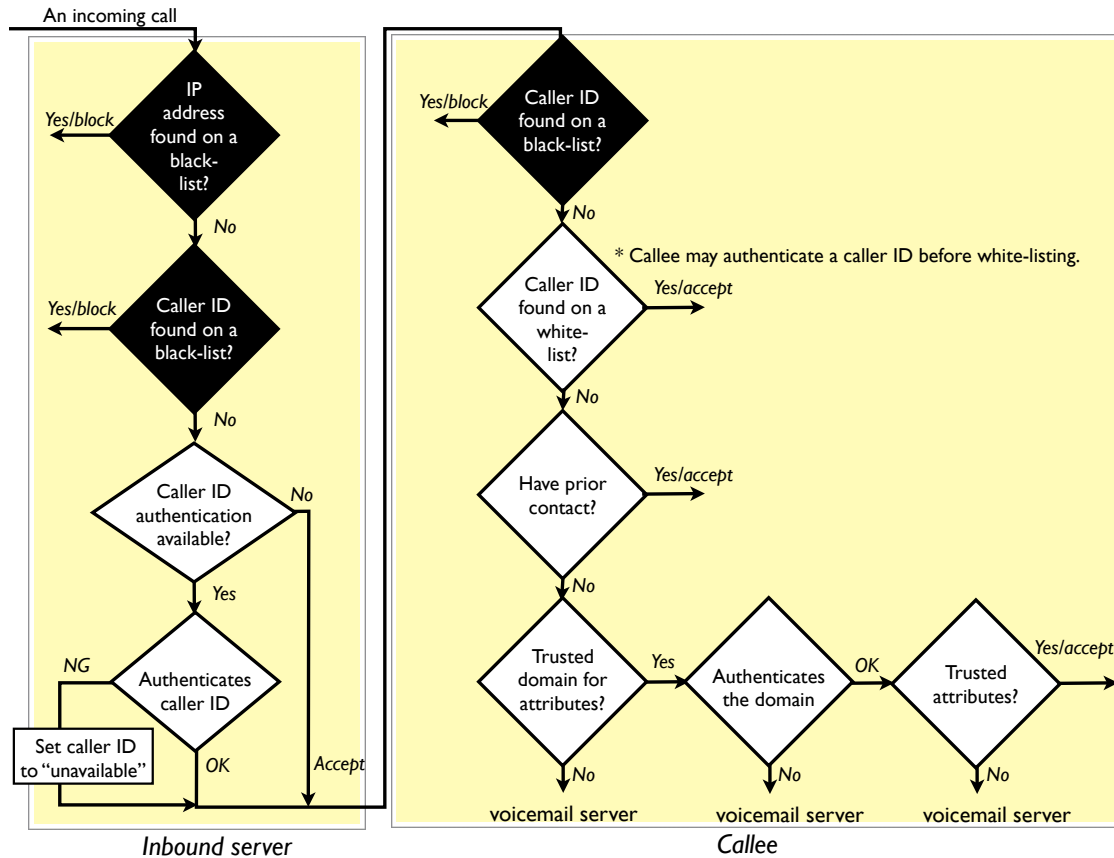 An incoming call
IP
address
found on a
black-
list?
Yes/block
No
Caller ID
found on a
black-list?
Yes/block
No
Caller ID
authentication
available?
No
Yes
Authenticates
caller ID
NG
Set caller ID
to “unavailable”
OK
Accept
Inbound server
Caller ID
found on a
black-list?
Yes/block
No
* Callee may authenticate a caller ID before white-listing.
Caller ID
found on a
white-
list?
Yes/accept
No
Have prior
contact?
Yes/accept
No
Trusted
domain for
attributes?
Yes
Authenticates
the domain
OK
Trusted
attributes?
Yes/accept
No
No
No
voicemail server
voicemail server
voicemail server
Callee